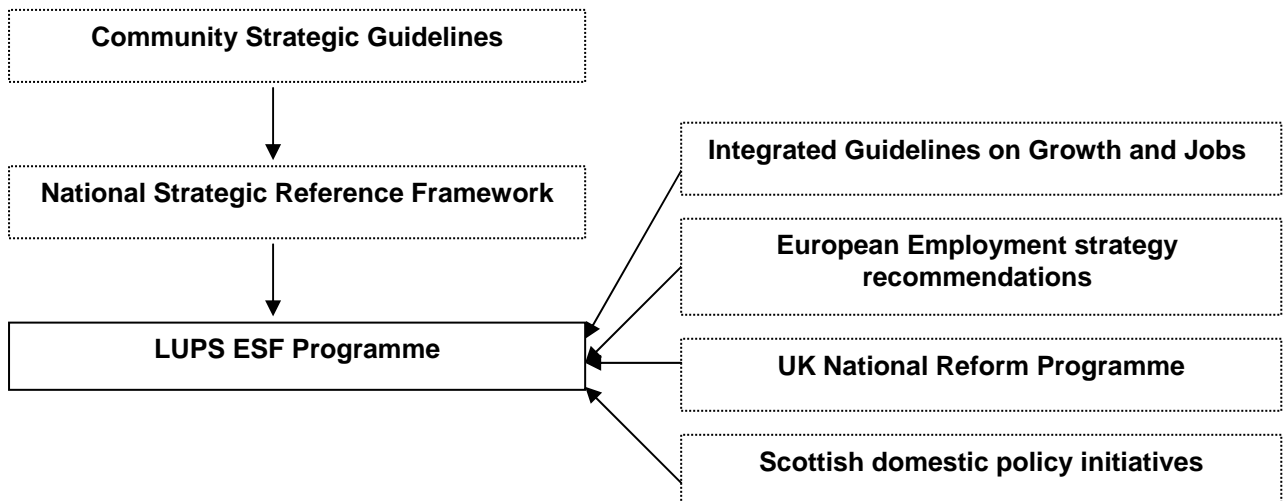 Community Strategic Guidelines
National Strategic Reference Framework
LUPS ESF Programme
Integrated Guidelines on Growth and Jobs
European Employment strategy
recommendations
UK National Reform Programme
Scottish domestic policy initiatives